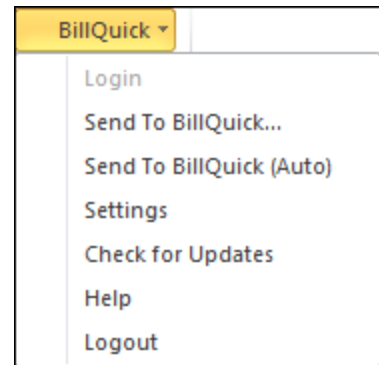 BillQuick
Login
Send To BillQuick...
Send To BillQuick (Auto)
Settings
Check for Updates
Help
Logout